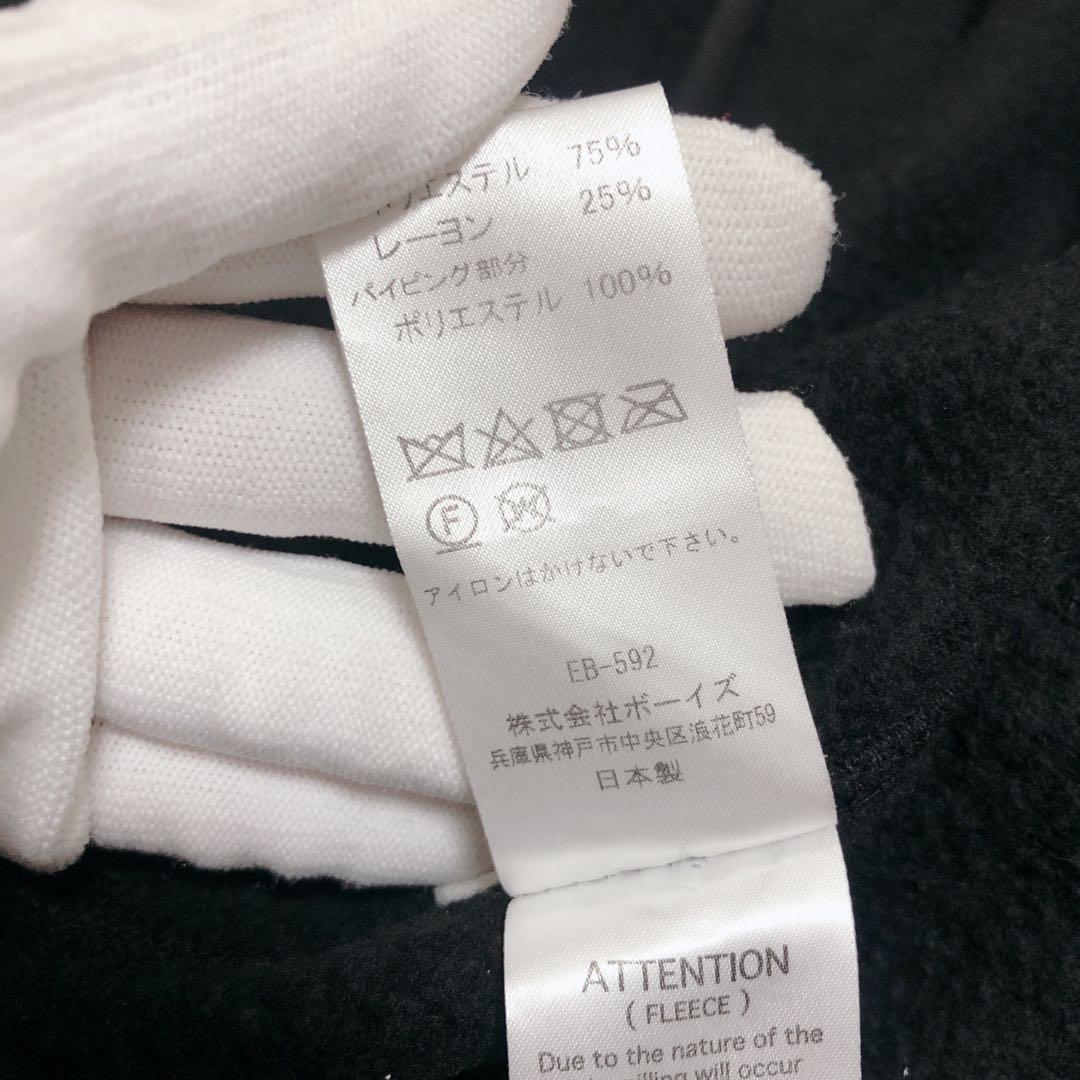 ポリエステル 75%
レーヨン 25%
パイピング部分
ポリエステル 100%
F
W
アイロンはかけないで下さい。
EB-592
株式会社ボーイズ
兵庫県神戸市中央区浪花町59
日本製
ATTENTION
( FLEECE )
Due to the nature of the
will occur